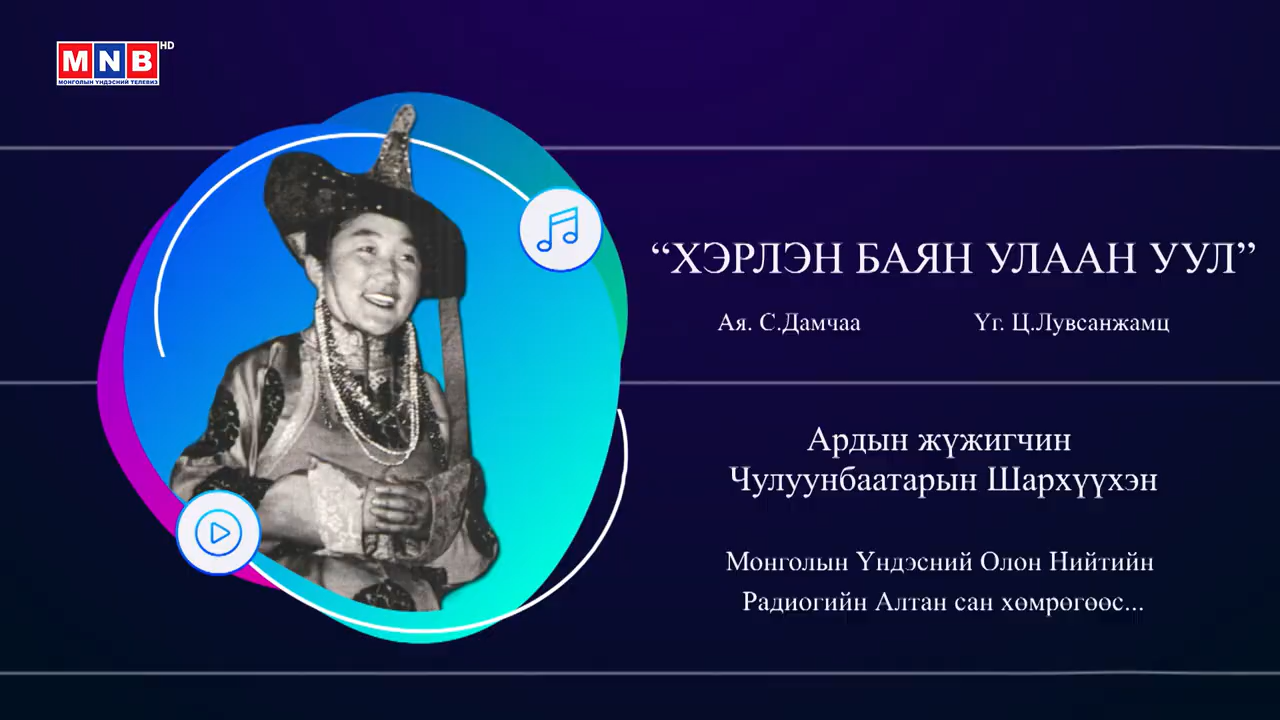 MNB HD
МОНГОЛЫН ҮНДЭСНИЙ ТЕЛЕВИЗ
“ХЭРЛЭН БАЯН УЛААН УУЛ”
Ая. С.Дамчаа Үг. Ц.Лувсанжамц
Ардын жүжигчин
Чулуунбаатарын Шархүүхэн
Монголын Үндэсний Олон Нийтийн
Радиогийн Алтан сан хөмрөгөөс...